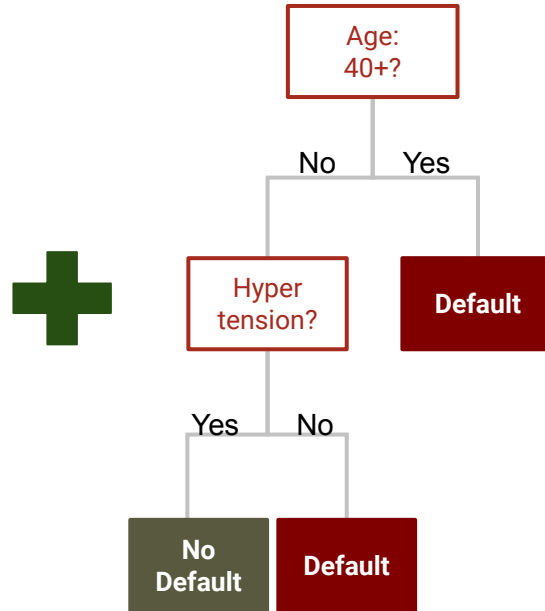 Age:
40+?
No Yes
Hyper
tension?
Default
Yes No
No
Default
Default